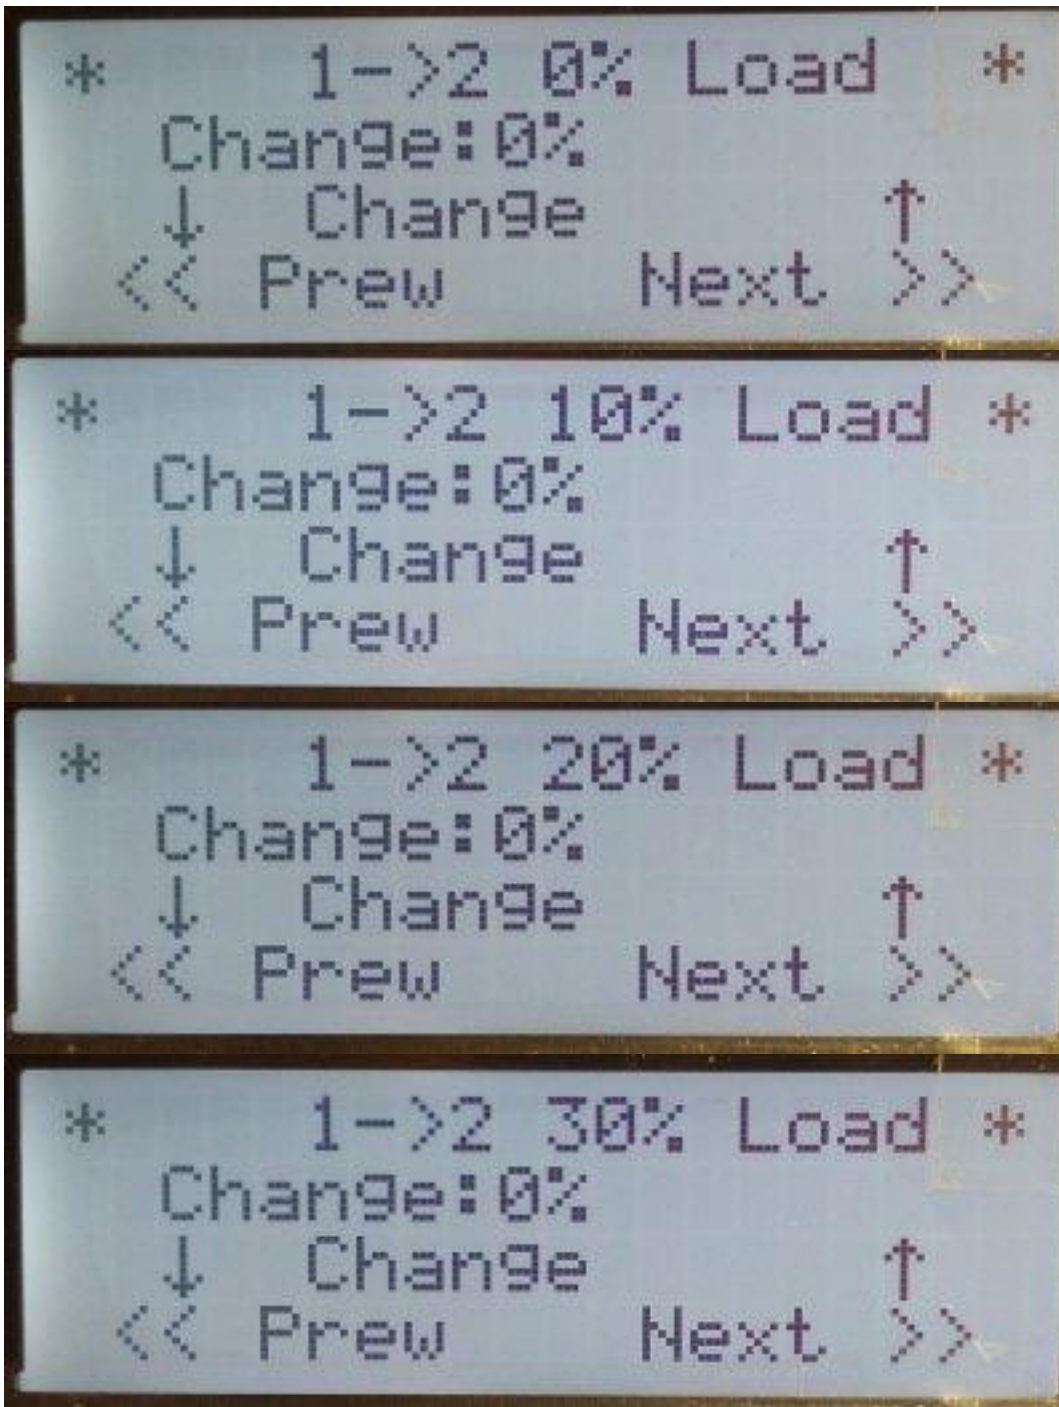 * 1->2 0% Load *
Change:0%
↓ Change ↑
<< Prew Next >>
* 1->2 10% Load *
Change:0%
↓ Change ↑
<< Prew Next >>
* 1->2 20% Load *
Change:0%
↓ Change ↑
<< Prew Next >>
* 1->2 30% Load *
Change:0%
↓ Change ↑
<< Prew Next >>